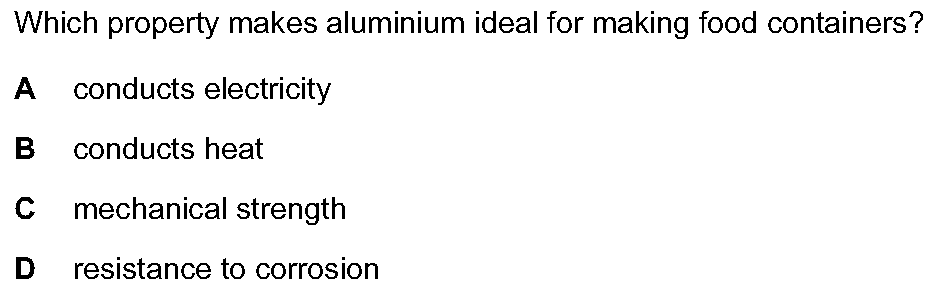 Which property makes aluminium ideal for making food containers?
A conducts electricity
B conducts heat
C mechanical strength
D resistance to corrosion